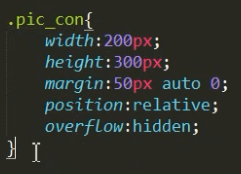 .pic_con{
    width:200px;
    height:300px;
    margin:50px auto 0;
    position:relative;
    overflow:hidden;
}